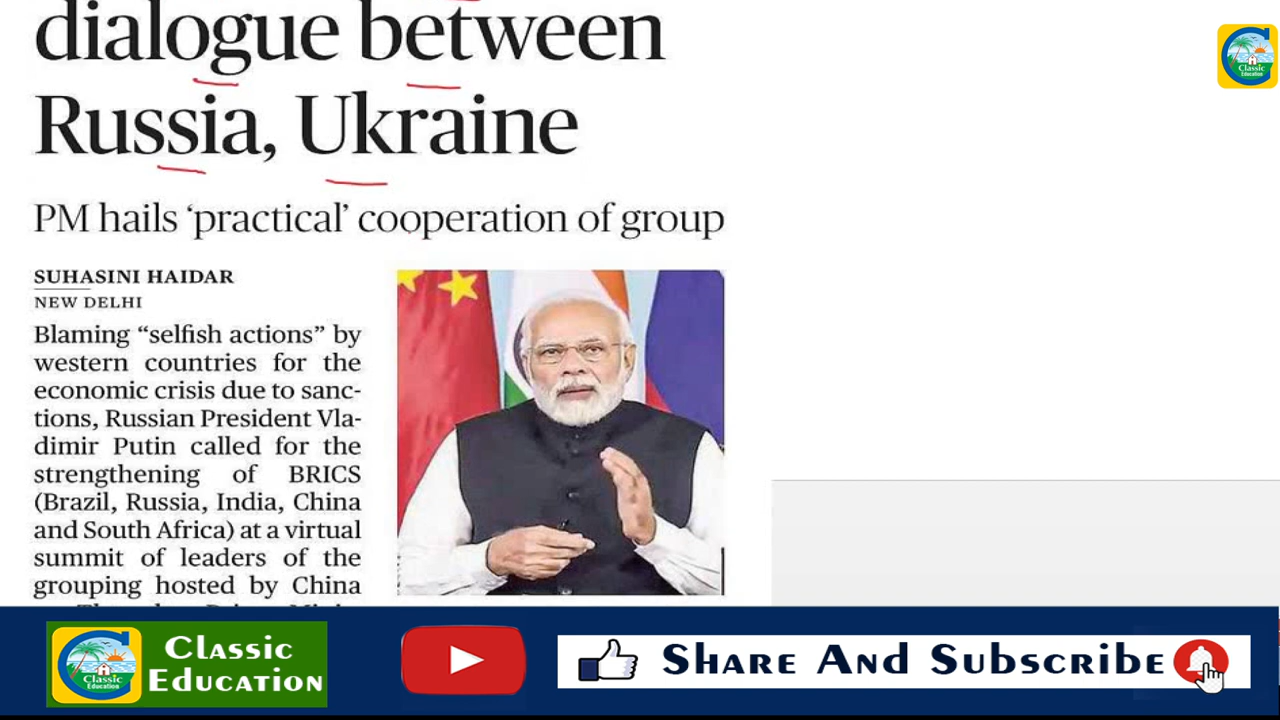 dialogue between
Russia, Ukraine
PM hails ‘practical’ cooperation of group
SUHASINI HAIDAR
NEW DELHI
Blaming “selfish actions” by
western countries for the
economic crisis due to sanc-
tions, Russian President Vla-
dimir Putin called for the
strengthening of BRICS
(Brazil, Russia, India, China
and South Africa) at a virtual
summit of leaders of the
grouping hosted by China
Classic
Education
Classic
Education
Classic
Education
Share And Subscribe